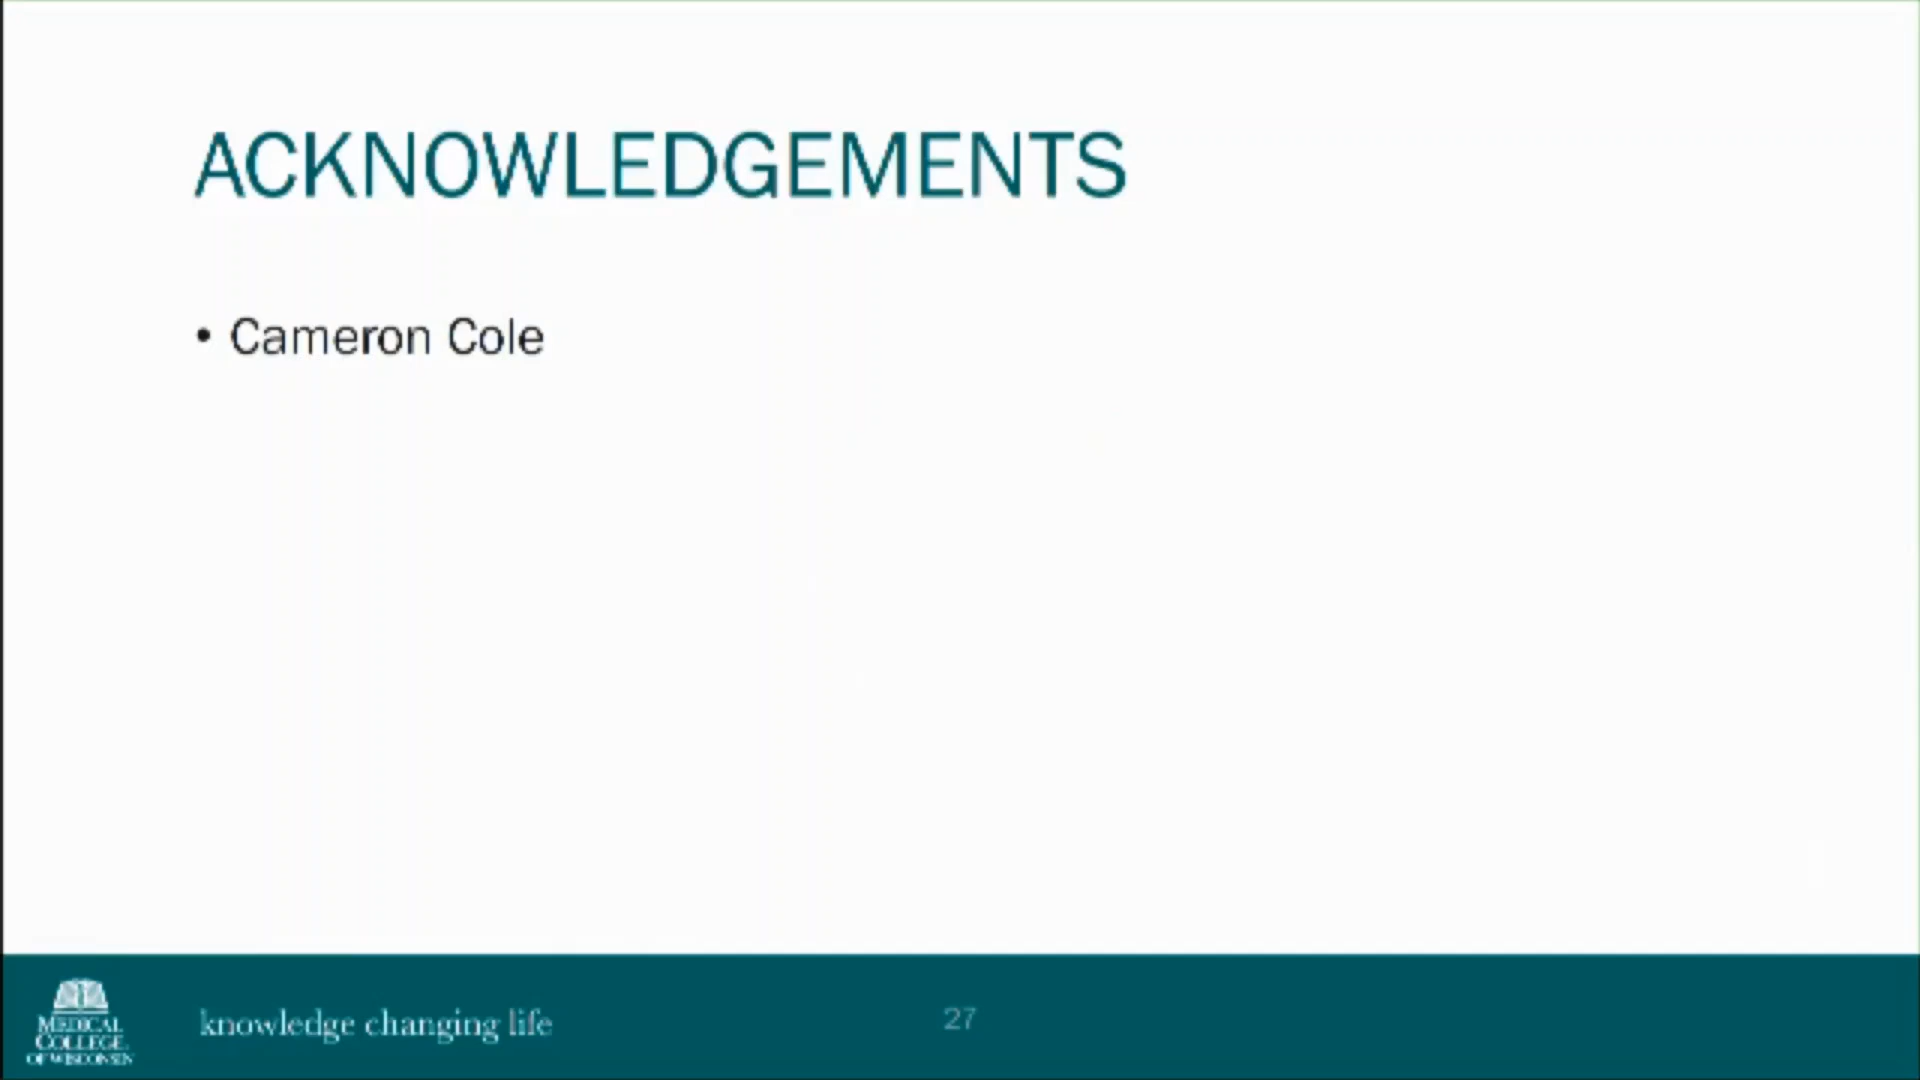 ACKNOWLEDGEMENTS
• Cameron Cole
MEDICAL
COLLEGE
OF WISCONSIN
knowledge changing life
27